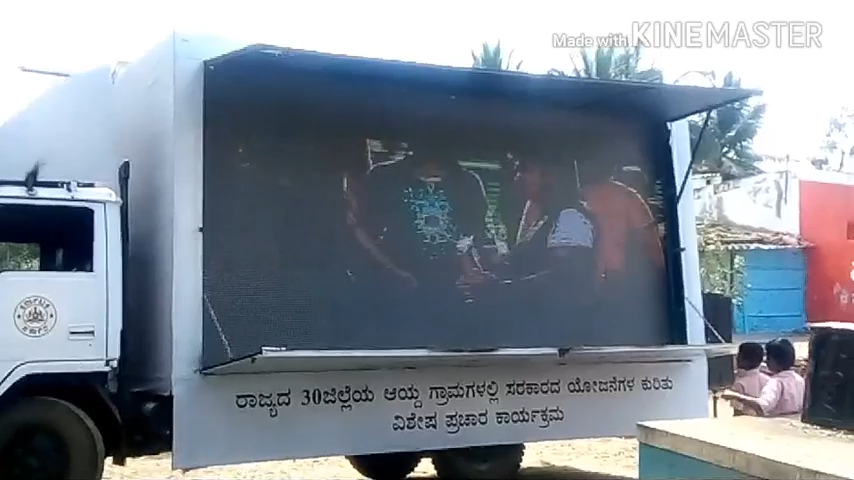 Made with KINEMASTER
ರಾಜ್ಯದ 30ಜಿಲ್ಲೆಯ ಆಯ್ದ ಗ್ರಾಮಗಳಲ್ಲಿ ಸರಕಾರದ ಯೋಜನೆಗಳ ಕುರಿತು
ವಿಶೇಷ ಪ್ರಚಾರ ಕಾರ್ಯಕ್ರಮ